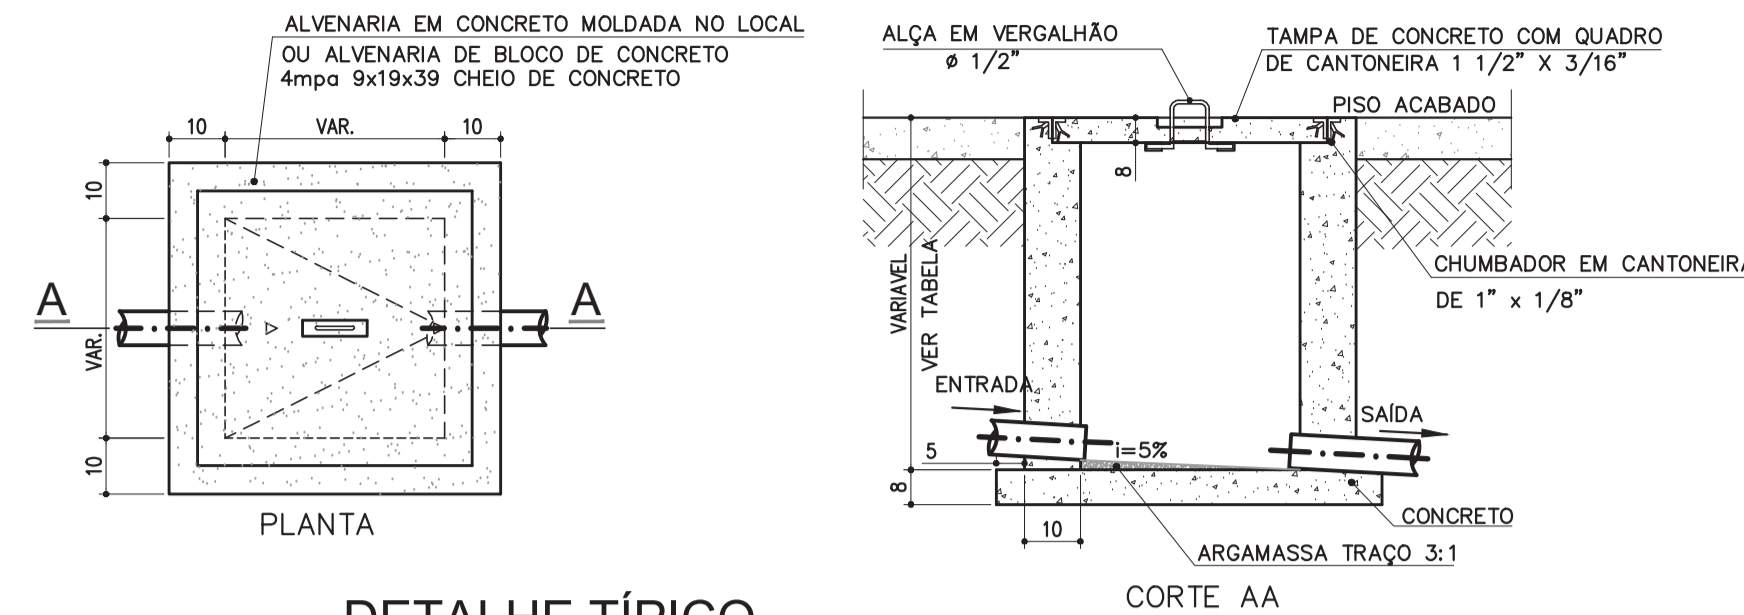 ALVENARIA EM CONCRETO MOLDADA NO LOCAL
OU ALVENARIA DE BLOCO DE CONCRETO
4mpa 9x19x39 CHEIO DE CONCRETO
10
VAR.
10
10
VAR.
10
A
A
PLANTA
ALÇA EM VERGALHÃO
ø 1/2"
TAMPA DE CONCRETO COM QUADRO
DE CANTONEIRA 1 1/2" X 3/16"
PISO ACABADO
8
CHUMBADOR EM CANTONEIRA
DE 1" x 1/8"
VARIAVEL
VER TABELA
ENTRADA
SAÍDA
i=5%
5
8
10
CONCRETO
ARGAMASSA TRAÇO 3:1
CORTE AA
DETALHE TÍPICO